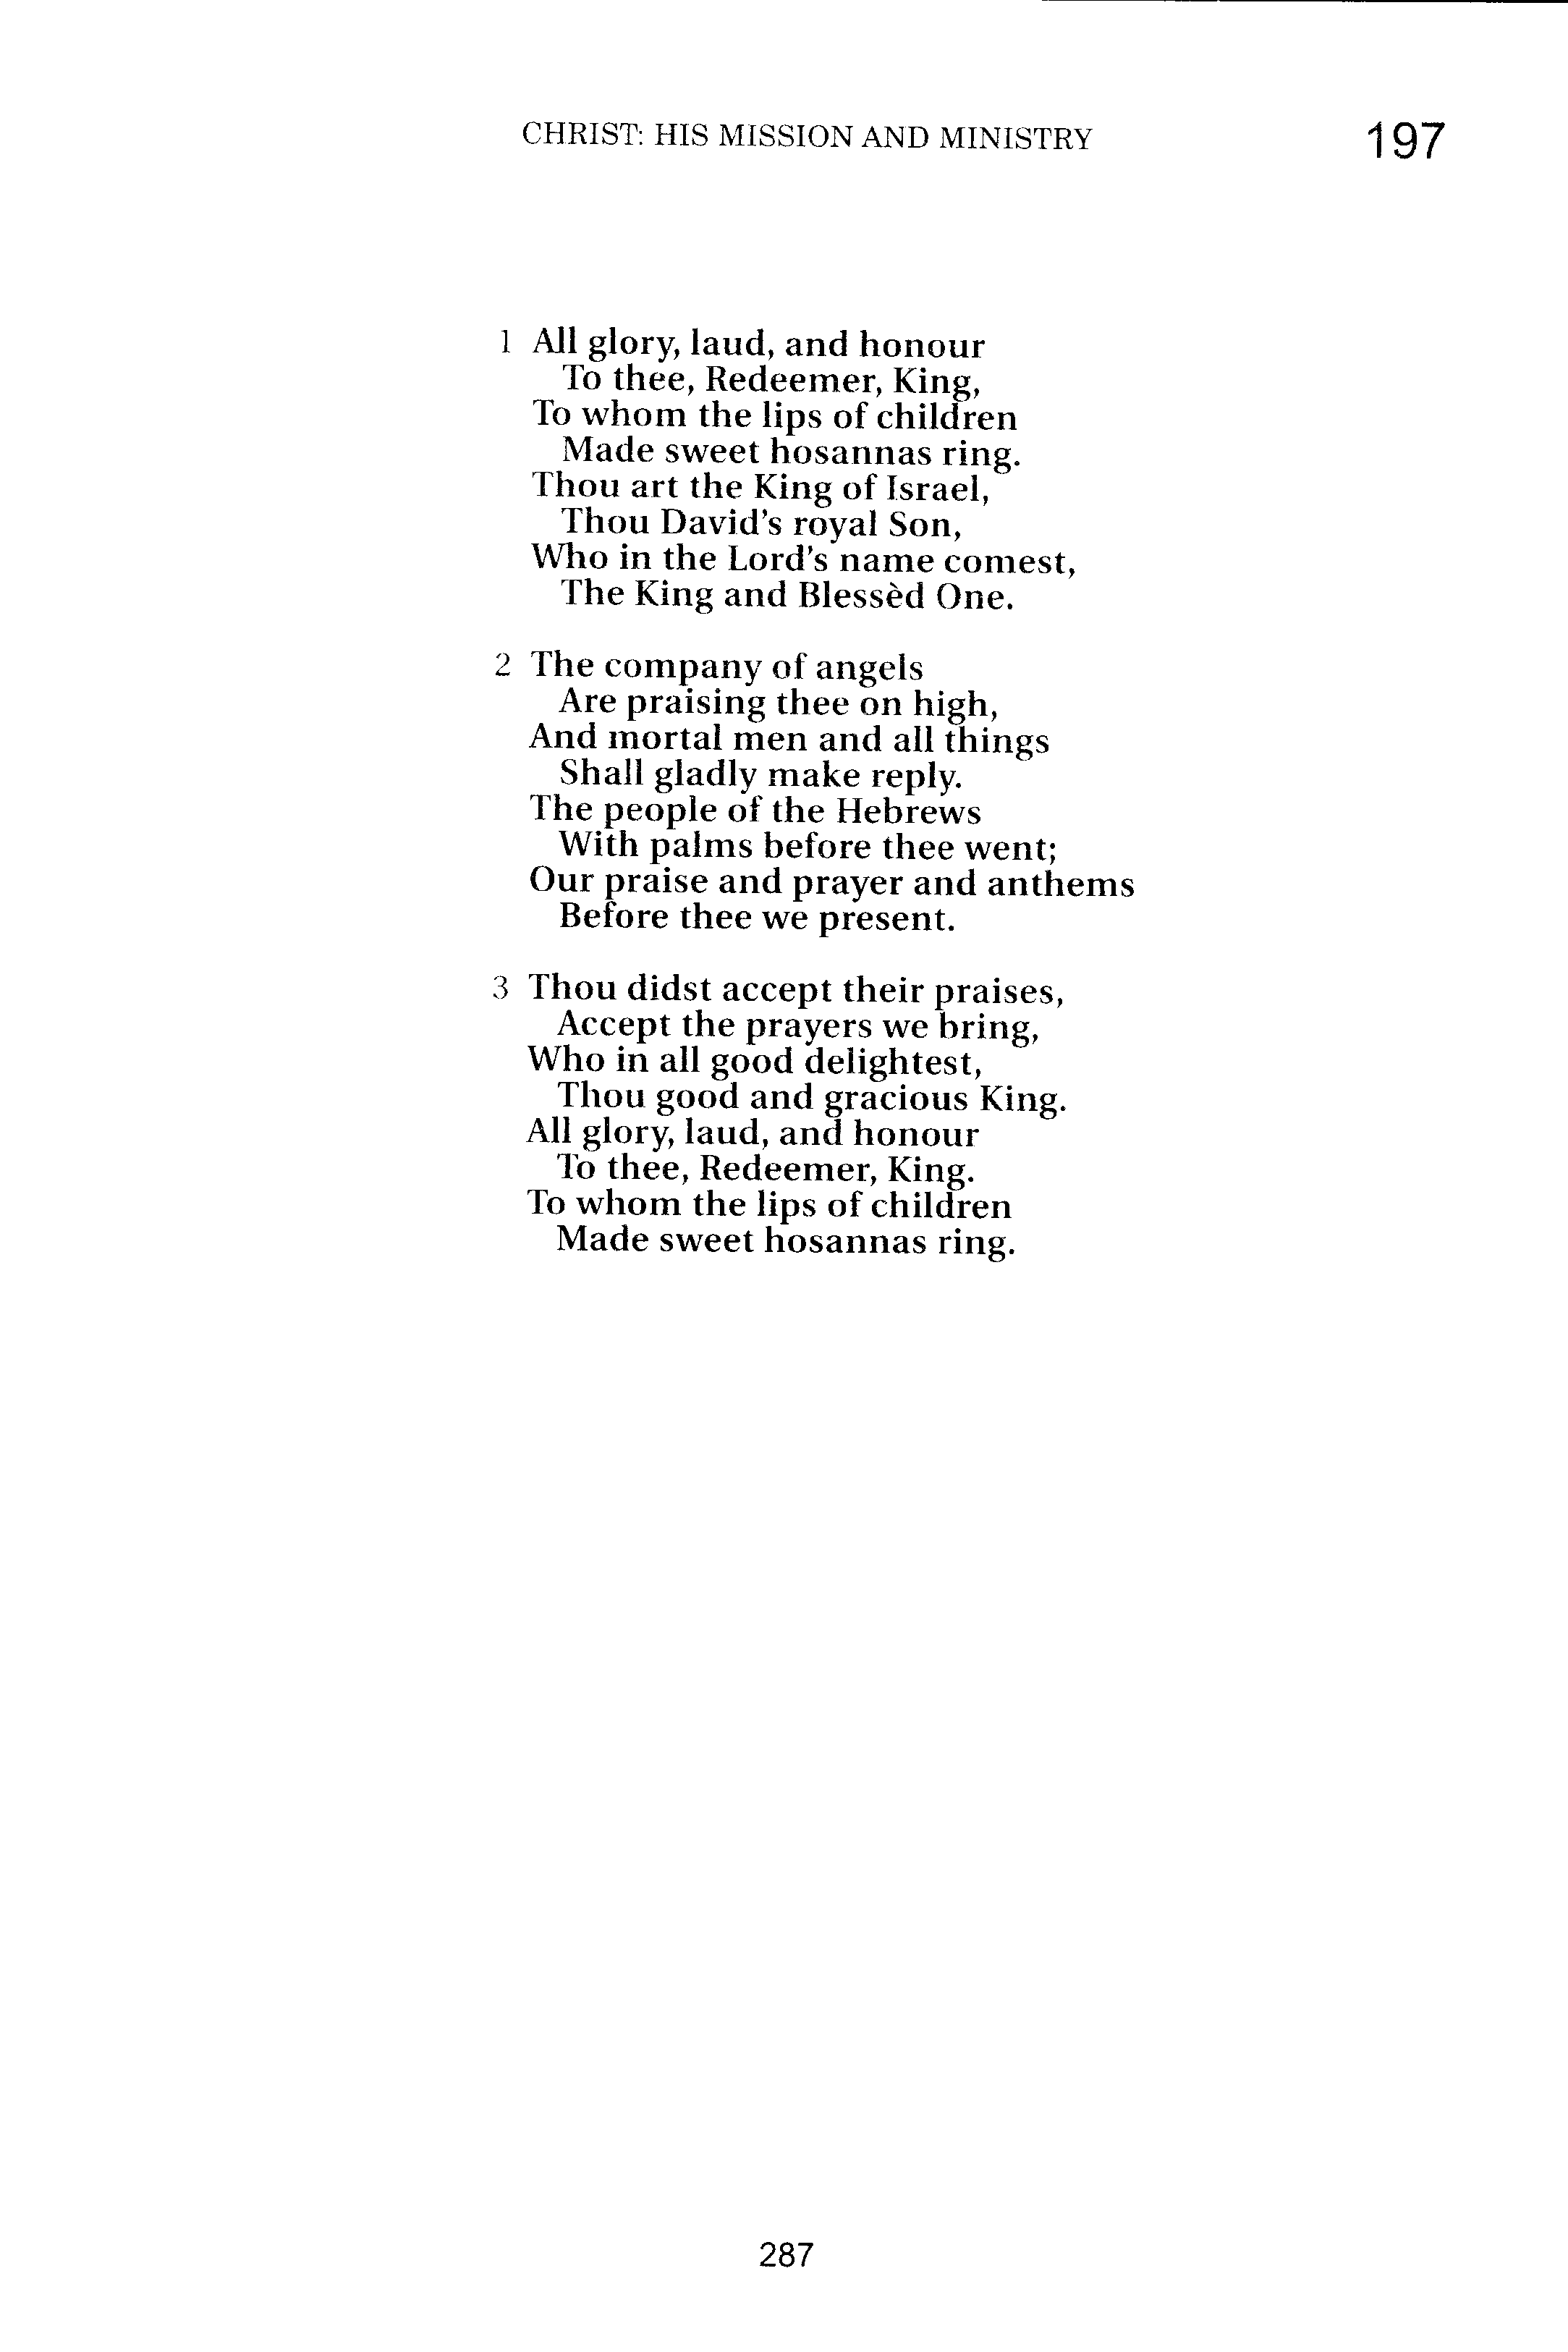 CHRIST: HIS MISSION AND MINISTRY 197
1 All glory, laud, and honour
To thee, Redeemer, King,
To whom the lips of children
Made sweet hosannas ring.
Thou art the King of Israel,
Thou David's royal Son,
Who in the Lord's name comest,
The King and Blessèd One.
2 The company of angels
Are praising thee on high,
And mortal men and all things
Shall gladly make reply.
The people of the Hebrews
With palms before thee went;
Our praise and prayer and anthems
Before thee we present.
3 Thou didst accept their praises,
Accept the prayers we bring,
Who in all good delightest,
Thou good and gracious King.
All glory, laud, and honour
To thee, Redeemer, King.
To whom the lips of children
Made sweet hosannas ring.
287